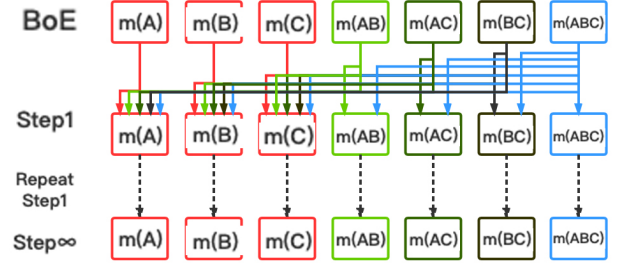 BoE m(A) m(B) m(C) m(AB) m(AC) m(BC) m(ABC)
Step1 m(A) m(B) m(C) m(AB) m(AC) m(BC) m(ABC)
Repeat
Step1
Step∞ m(A) m(B) m(C) m(AB) m(AC) m(BC) m(ABC)